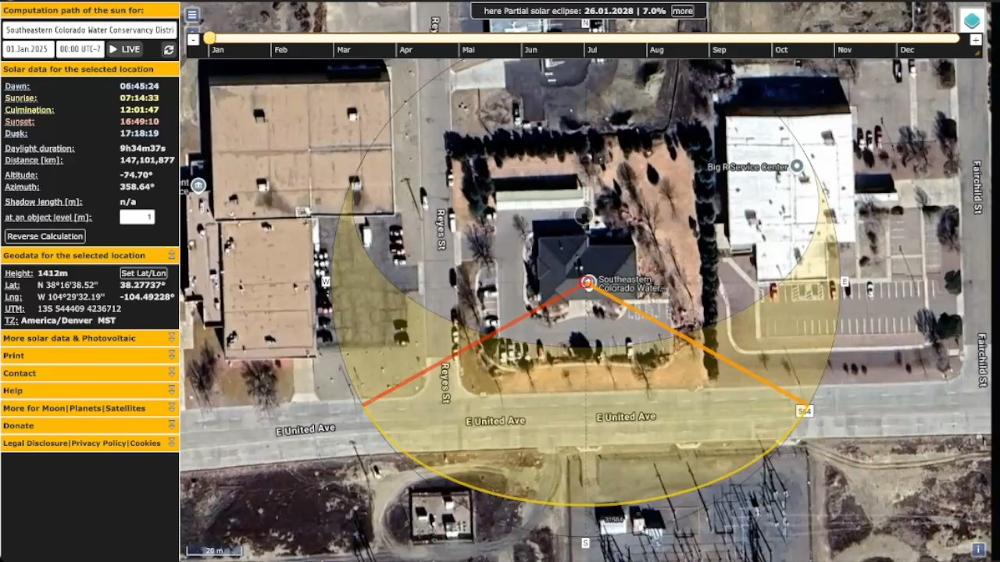 Computation path of the sun for:
Southeastern Colorado Water Conservancy Distri
01.Jan.2025 00:00 UTC-7 LIVE
Solar data for the selected location
Dawn: 06:45:24
Sunrise: 07:14:33
Culmination: 12:01:47
Sunset: 16:49:10
Dusk: 17:18:19
Daylight duration: 9h34m37s
Distance [km]: 147,101,877
Altitude: -74.70°
Azimuth: 358.64°
Shadow length [m]: n/a
at an object level [m]: 1
Reverse Calculation
Geodata for the selected location
Height: 1412m Set Lat/Lon
Lat: N 38°16'38.52" 38.27737°
Lng: W 104°29'32.19" -104.49228°
UTM: 13S 544409 4236712
TZ: America/Denver MST
More solar data & Photovoltaic
Print
Contact
Help
More for Moon|Planets|Satellites
Donate
Legal Disclosure|Privacy Policy|Cookies
here Partial solar eclipse: 26.01.2028 | 7.0% more
N
- +
Jan Feb Mar Apr Mai Jun Jul Aug Sep Oct Nov Dec
Big R Service Center
Fairchild St
Reyes St
W
Southeastern
Colorado Water...
E
Fairchild St
Reyes St
E United Ave
E United Ave
E United Ave
S
20 m